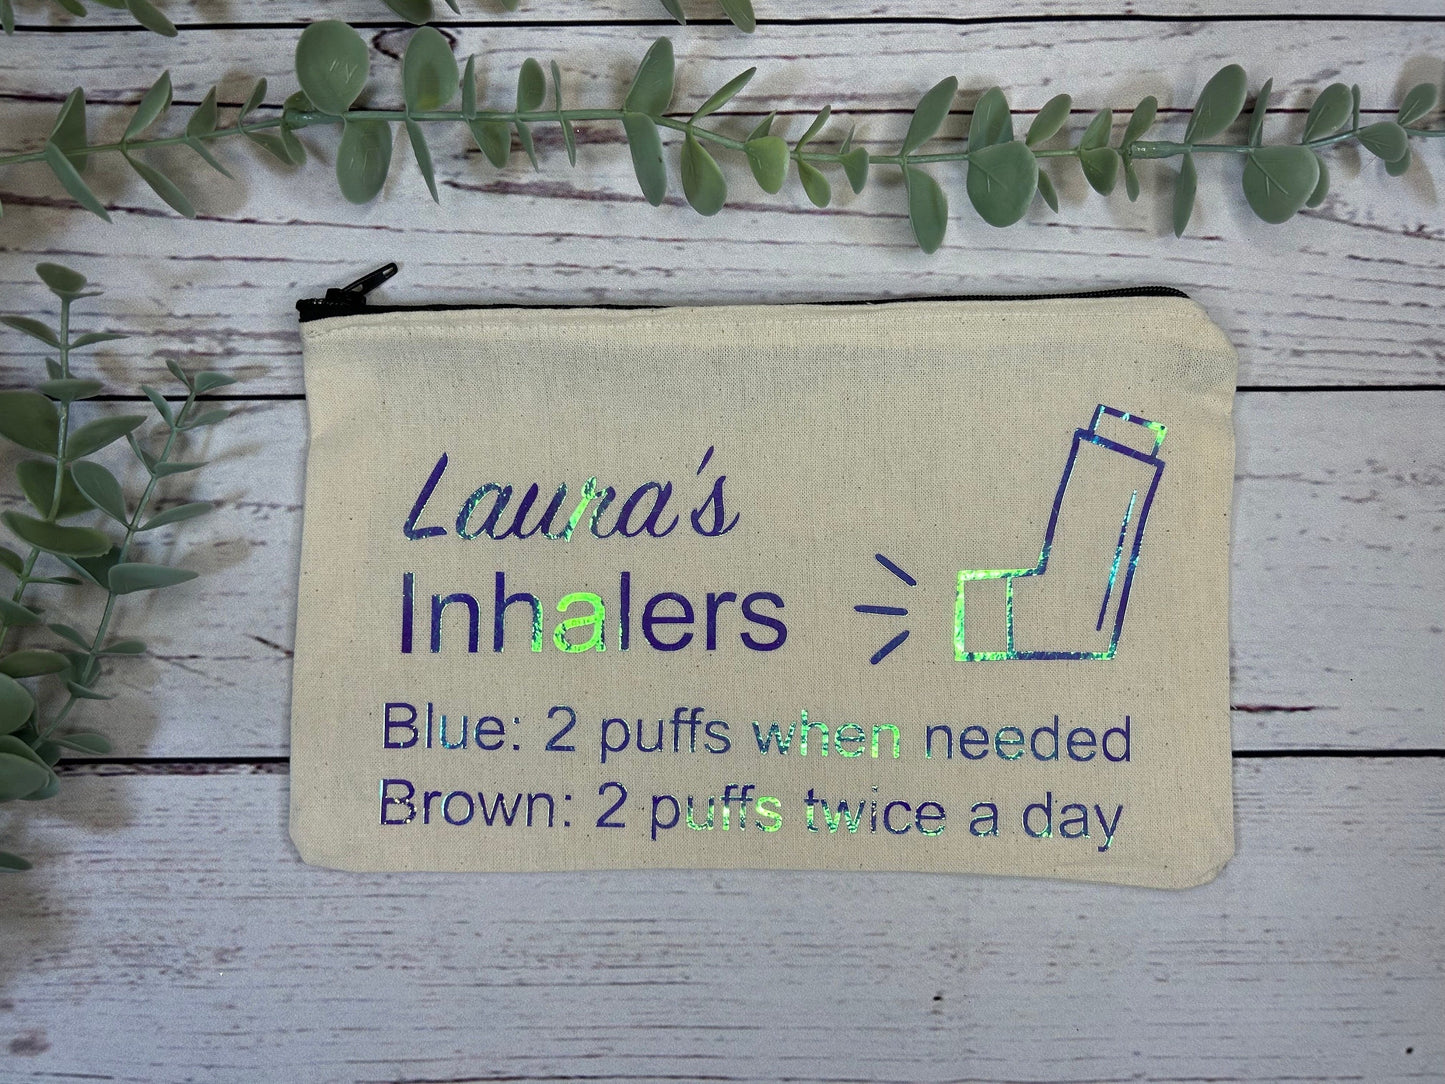 Laura's
Inhalers
Blue: 2 puffs when needed
Brown: 2 puffs twice a day